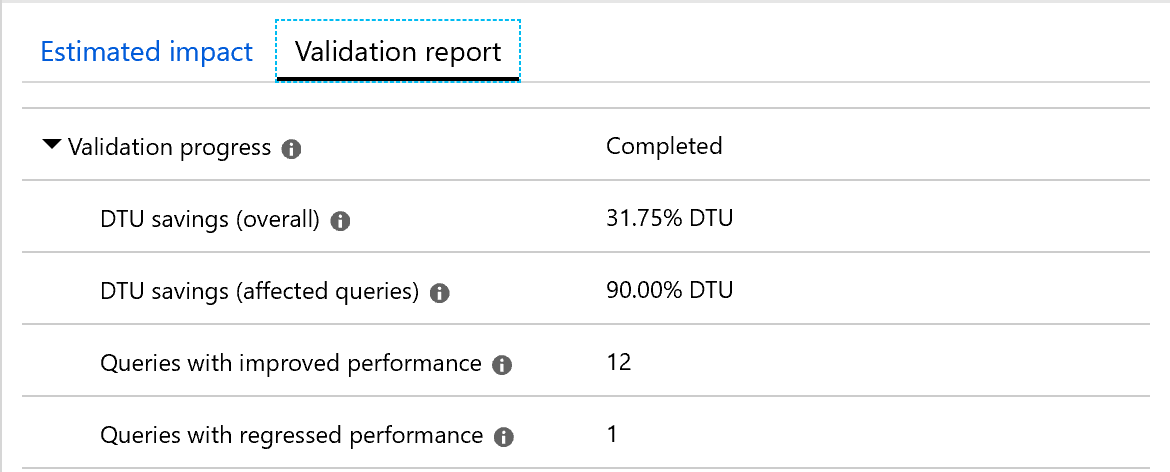 Estimated impact Validation report
Validation progress Completed
DTU savings (overall) 31.75% DTU
DTU savings (affected queries) 90.00% DTU
Queries with improved performance 12
Queries with regressed performance 1